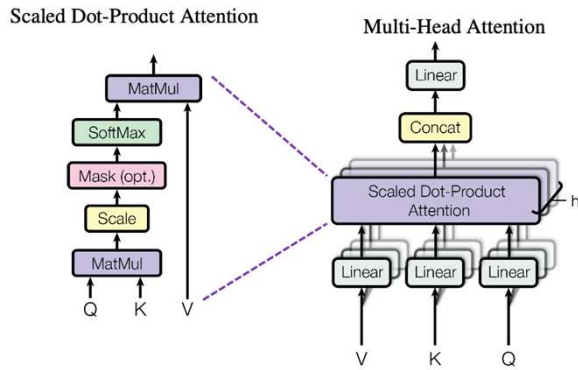 Scaled Dot-Product Attention
MatMul
SoftMax
Mask (opt.)
Scale
MatMul
Q K V
Multi-Head Attention
Linear
Concat
Scaled Dot-Product
Attention
h
Linear Linear Linear
V K Q